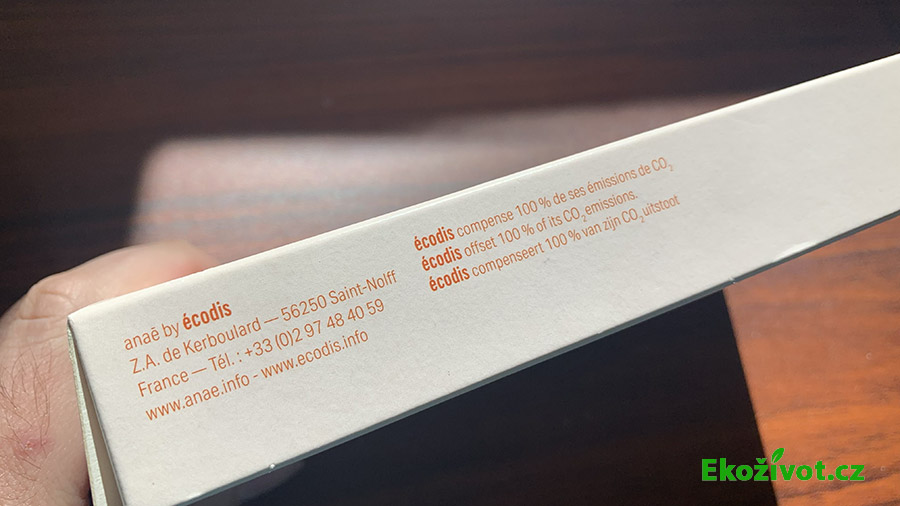 anaé by écodis
Z.A. de Kerboulard — 56250 Saint-Nolff
France — Tél. : +33 (0)2 97 48 40 59
www.anae.info - www.ecodis.info
écodis compense 100 % de ses émissions de CO₂
écodis offset 100 % of its CO₂ emissions.
écodis compenseert 100 % van zijn CO₂ uitstoot
Ekoživot.cz